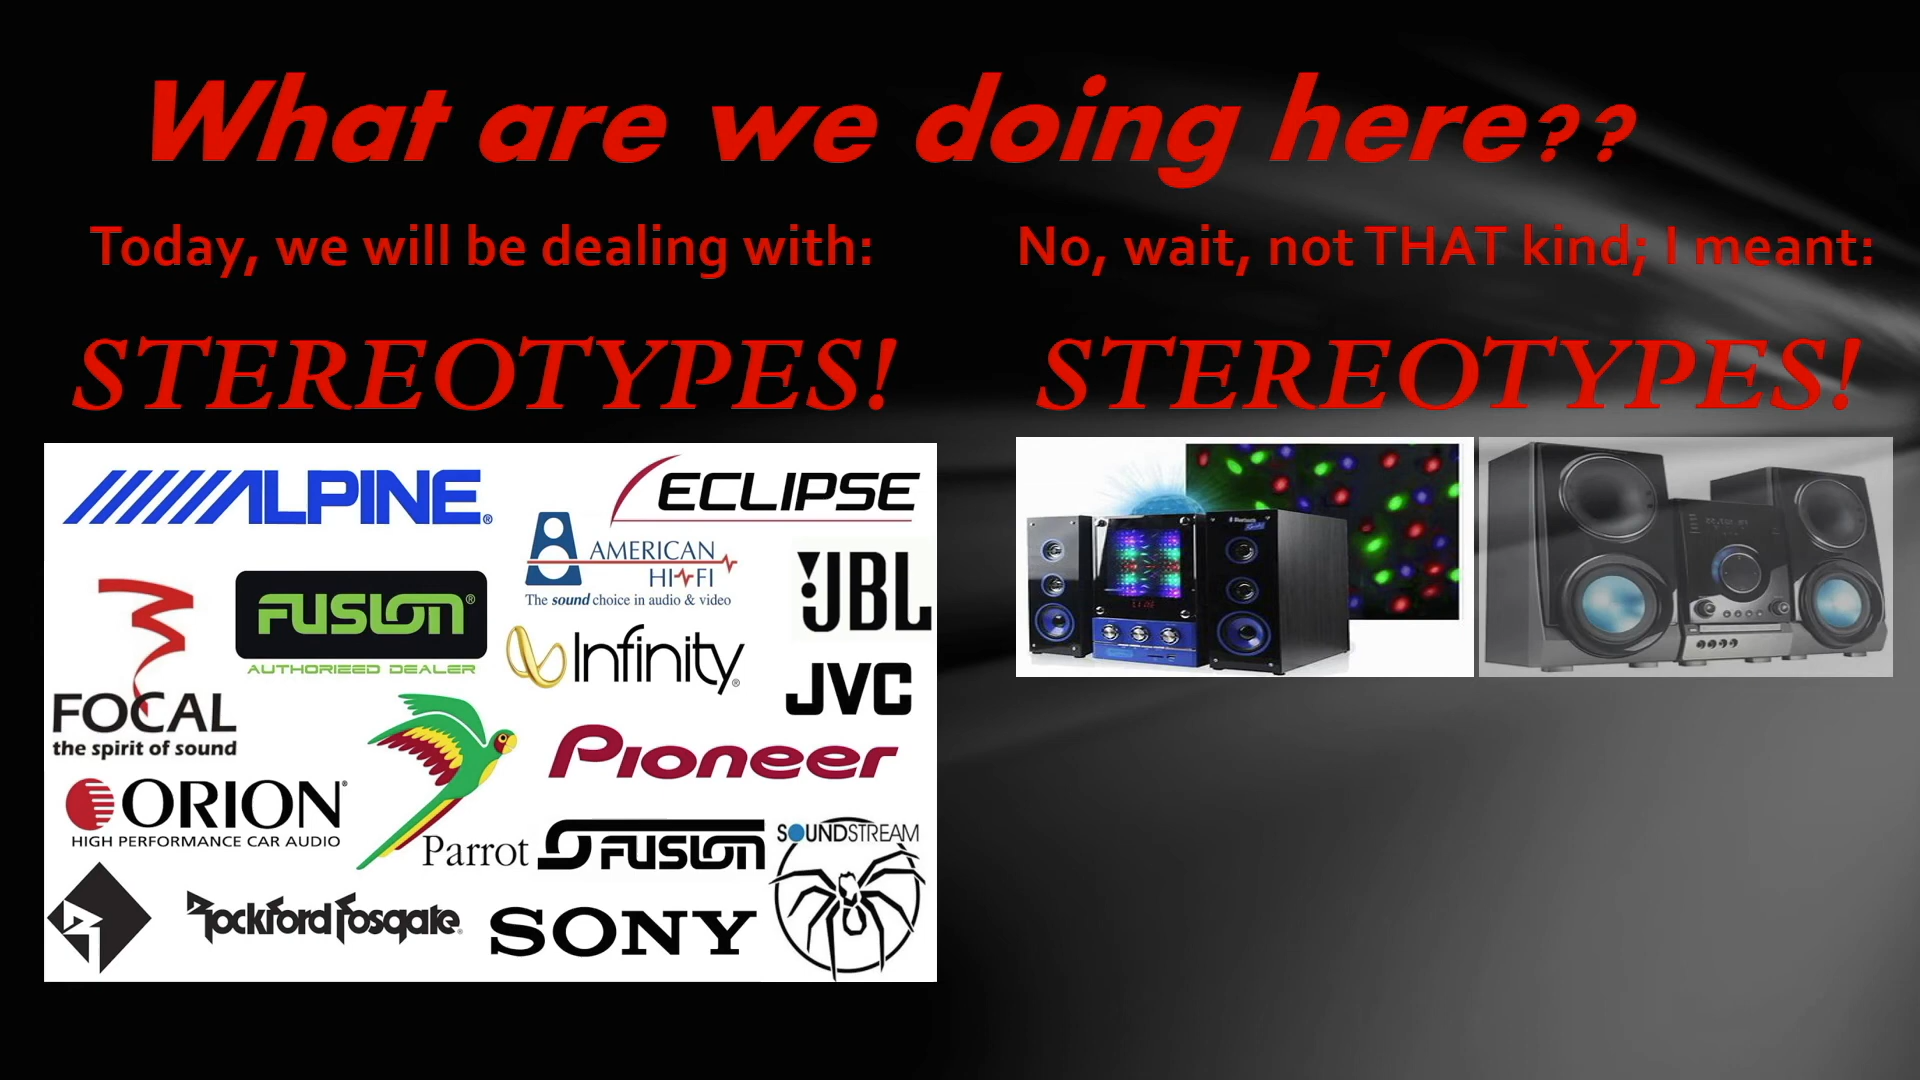 What are we doing here??
Today, we will be dealing with:
STEREOTYPES!
ALPINE®
ECLIPSE
AMERICAN
HI-FI
The sound choice in audio & video
JBL
FUSION®
AUTHORIZED DEALER
Infinity®
JVC
FOCAL
the spirit of sound
Pioneer
ORION®
HIGH PERFORMANCE CAR AUDIO
Parrot
FUSION
SOUNDSTREAM
R
Rockford Fosgate®
SONY
No, wait, not THAT kind; I meant:
STEREOTYPES!
Bluetooth